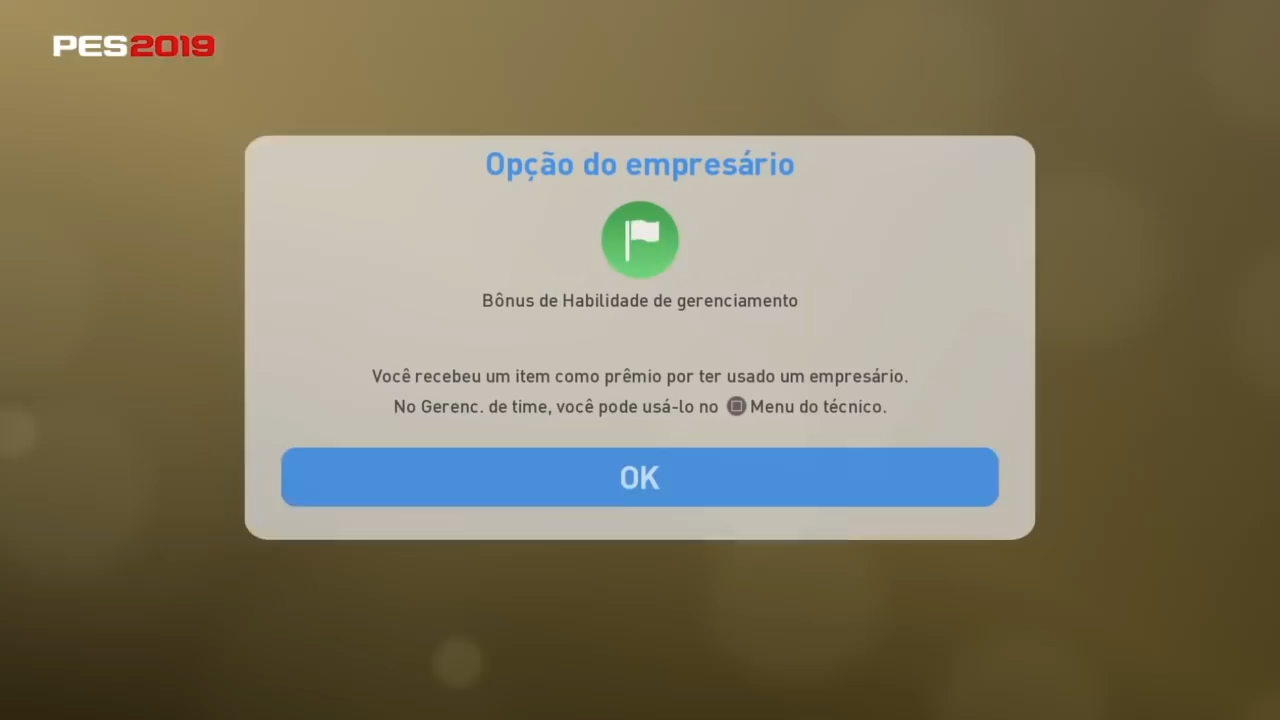 PES2019
Opção do empresário
Bônus de Habilidade de gerenciamento
Você recebeu um item como prêmio por ter usado um empresário.
No Gerenc. de time, você pode usá-lo no Menu do técnico.
OK